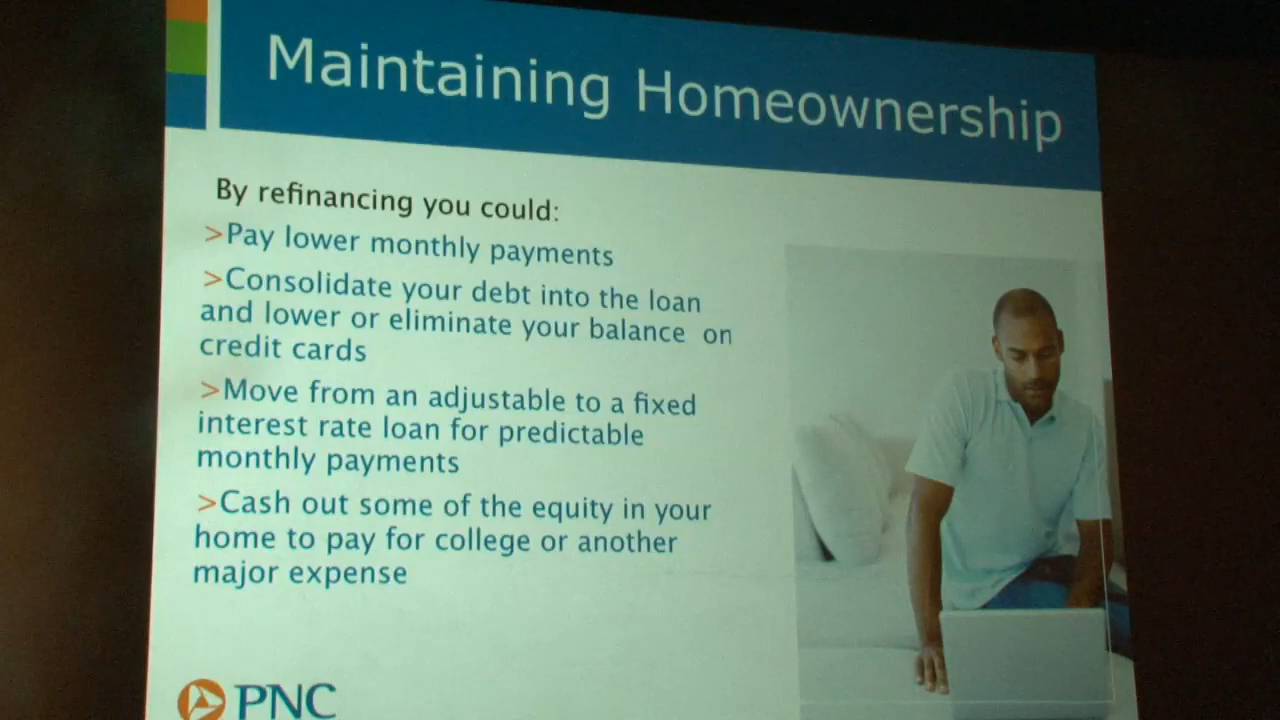 Maintaining Homeownership
By refinancing you could:
>Pay lower monthly payments
>Consolidate your debt into the loan
and lower or eliminate your balance on
credit cards
>Move from an adjustable to a fixed
interest rate loan for predictable
monthly payments
>Cash out some of the equity in your
home to pay for college or another
major expense
PNC